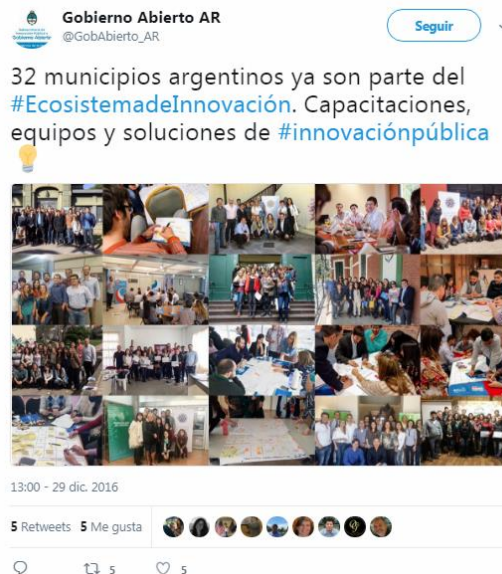 Gobierno Abierto AR
@GobAbierto_AR
Seguir
32 municipios argentinos ya son parte del
#EcosistemadeInnovación. Capacitaciones,
equipos y soluciones de #innovaciónpública
13:00 - 29 dic. 2016
5 Retweets 5 Me gusta
5 5